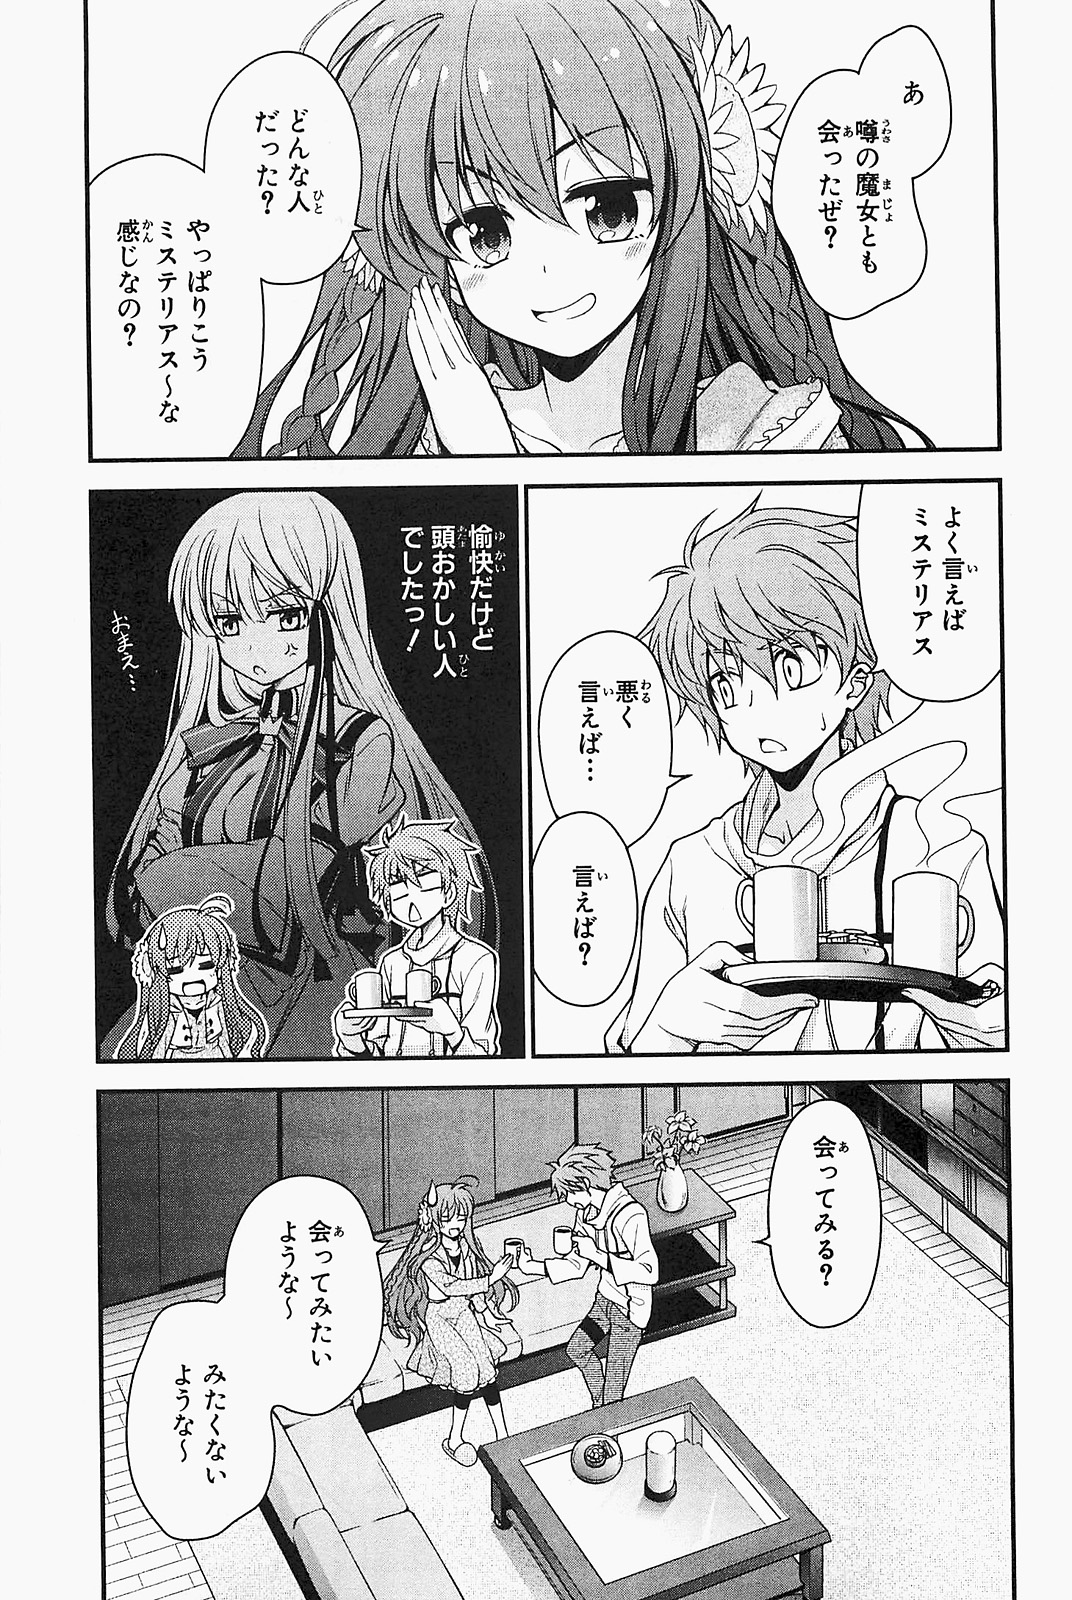 あ
噂の魔女とも
会ったぜ？
どんな人
だった？
やっぱりこう
ミステリアス〜な
感じなの？
よく言えば
ミステリアス
悪く
言えば…
言えば？
愉快だけど
頭おかしい人
でしたっ！
おまえ…
会ってみる？
会ってみたい
ような〜
みたくない
ような〜